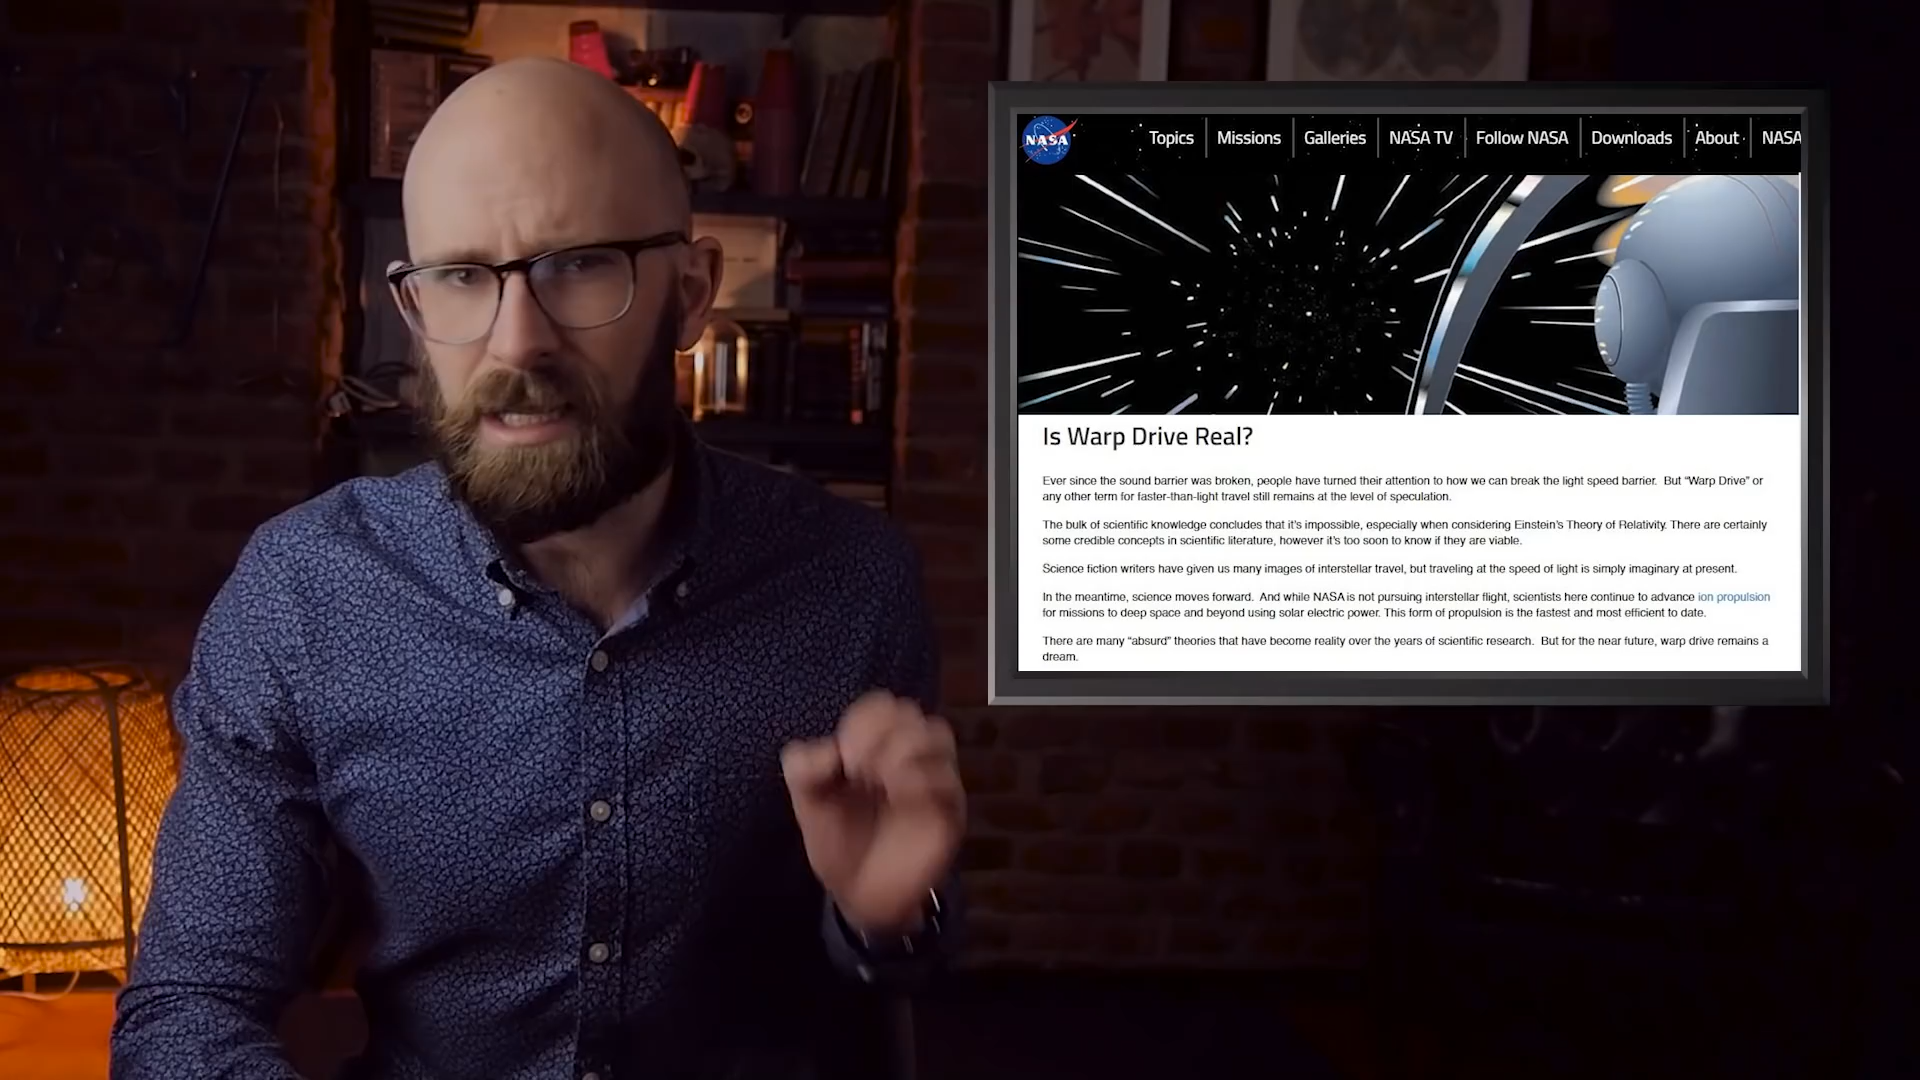 NASA
Topics
Missions
Galleries
NASA TV
Follow NASA
Downloads
About
NASA
Is Warp Drive Real?
Ever since the sound barrier was broken, people have turned their attention to how we can break the light speed barrier. But “Warp Drive” or
any other term for faster-than-light travel still remains at the level of speculation.
The bulk of scientific knowledge concludes that it’s impossible, especially when considering Einstein’s Theory of Relativity. There are certainly
some credible concepts in scientific literature, however it’s too soon to know if they are viable.
Science fiction writers have given us many images of interstellar travel, but traveling at the speed of light is simply imaginary at present.
In the meantime, science moves forward. And while NASA is not pursuing interstellar flight, scientists here continue to advance ion propulsion
for missions to deep space and beyond using solar electric power. This form of propulsion is the fastest and most efficient to date.
There are many “absurd” theories that have become reality over the years of scientific research. But for the near future, warp drive remains a
dream.